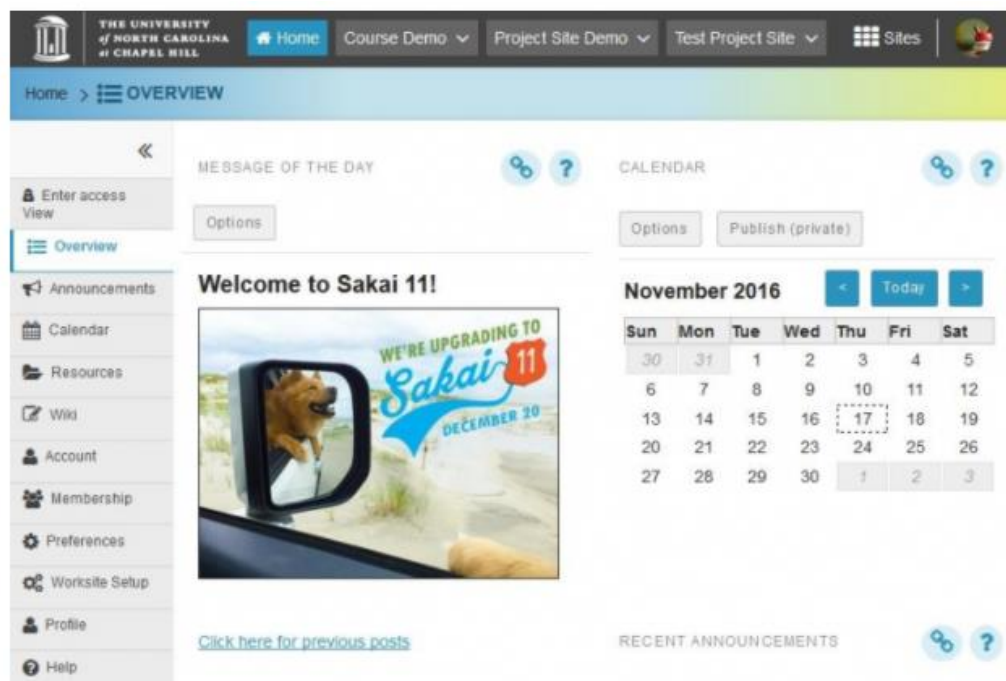 THE UNIVERSITY
of NORTH CAROLINA
at CHAPEL HILL
Home
Course Demo
Project Site Demo
Test Project Site
Sites
Home > OVERVIEW
«
Enter access
View
Overview
Announcements
Calendar
Resources
Wiki
Account
Membership
Preferences
Worksite Setup
Profile
Help
MESSAGE OF THE DAY
?
Options
Welcome to Sakai 11!
WE'RE UPGRADING TO
Sakai 11
DECEMBER 20
Click here for previous posts
CALENDAR
?
Options Publish (private)
November 2016 < Today >
Sun Mon Tue Wed Thu Fri Sat
30 31 1 2 3 4 5
6 7 8 9 10 11 12
13 14 15 16 17 18 19
20 21 22 23 24 25 26
27 28 29 30 1 2 3
RECENT ANNOUNCEMENTS
?